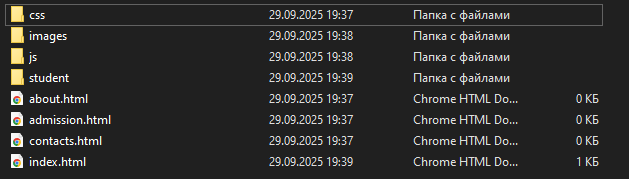 css 29.09.2025 19:37 Папка с файлами
images 29.09.2025 19:38 Папка с файлами
js 29.09.2025 19:38 Папка с файлами
student 29.09.2025 19:39 Папка с файлами
about.html 29.09.2025 19:37 Chrome HTML Do... 0 КБ
admission.html 29.09.2025 19:37 Chrome HTML Do... 0 КБ
contacts.html 29.09.2025 19:37 Chrome HTML Do... 0 КБ
index.html 29.09.2025 19:39 Chrome HTML Do... 1 КБ